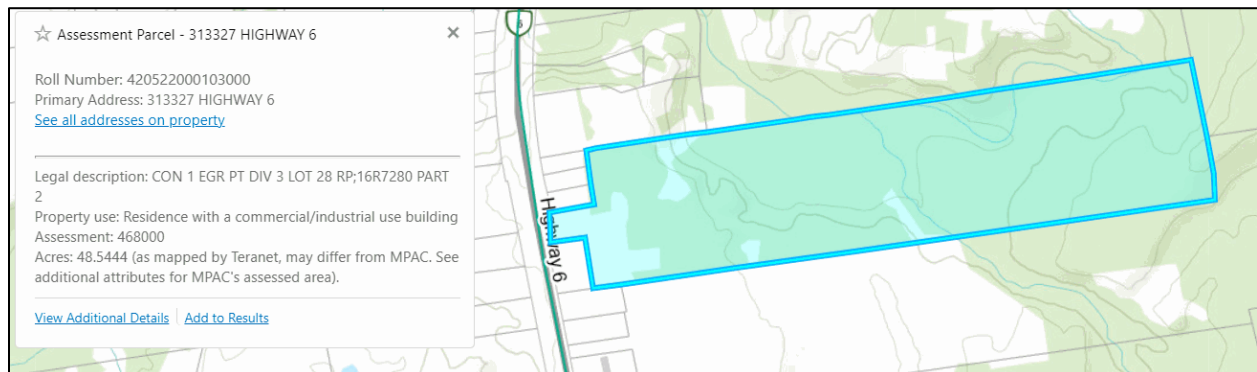 Assessment Parcel - 313327 HIGHWAY 6
Roll Number: 420522000103000
Primary Address: 313327 HIGHWAY 6
See all addresses on property
Legal description: CON 1 EGR PT DIV 3 LOT 28 RP;16R7280 PART
2
Property use: Residence with a commercial/industrial use building
Assessment: 468000
Acres: 48.5444 (as mapped by Teranet, may differ from MPAC. See
additional attributes for MPAC's assessed area).
View Additional Details
Add to Results
6
Highway 6